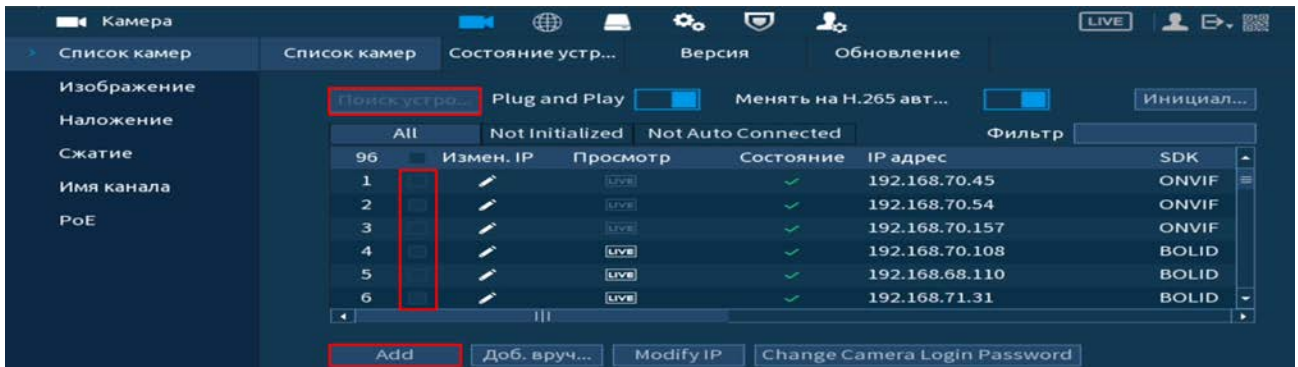 Камера LIVE
Список камер Список камер Состояние устр... Версия Обновление
Изображение
Поиск устро... Plug and Play Менять на H.265 авт... Инициал...
Наложение
All Not Initialized Not Auto Connected Фильтр
Сжатие
96 Измен. IP Просмотр Состояние IP адрес SDK
Имя канала
1 LIVE 192.168.70.45 ONVIF
2 LIVE 192.168.70.54 ONVIF
PoE
3 LIVE 192.168.70.157 ONVIF
4 LIVE 192.168.70.108 BOLID
5 LIVE 192.168.68.110 BOLID
6 LIVE 192.168.71.31 BOLID
Add Доб. вруч... Modify IP Change Camera Login Password